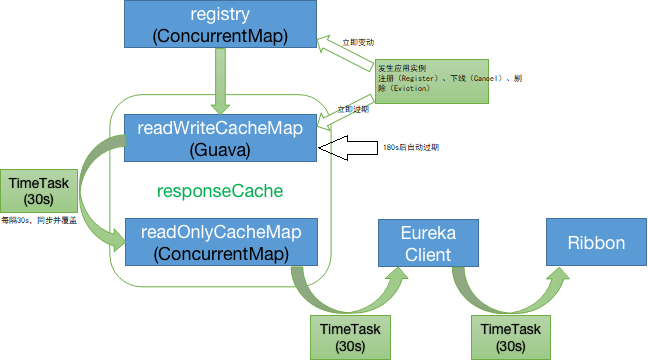 registry
(ConcurrentMap)
立即变动
发生应用实例
注册（Register）、下线（Cancel）、剔
除（Eviction）
立即过期
readWriteCacheMap
(Guava)
180s后自动过期
TimeTask
(30s)
每隔30s，同步并覆盖
responseCache
readOnlyCacheMap
(ConcurrentMap)
Eureka
Client
Ribbon
TimeTask
(30s)
TimeTask
(30s)